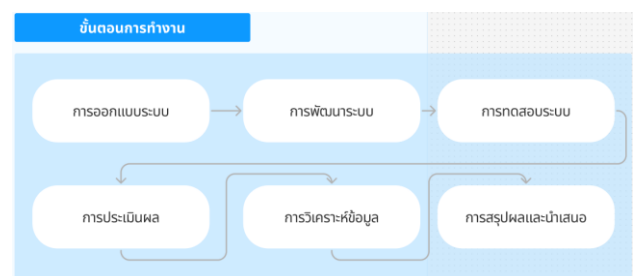 ขั้นตอนการทำงาน
การออกแบบระบบ
การพัฒนาระบบ
การทดสอบระบบ
การประเมินผล
การวิเคราะห์ข้อมูล
การสรุปผลและนำเสนอ